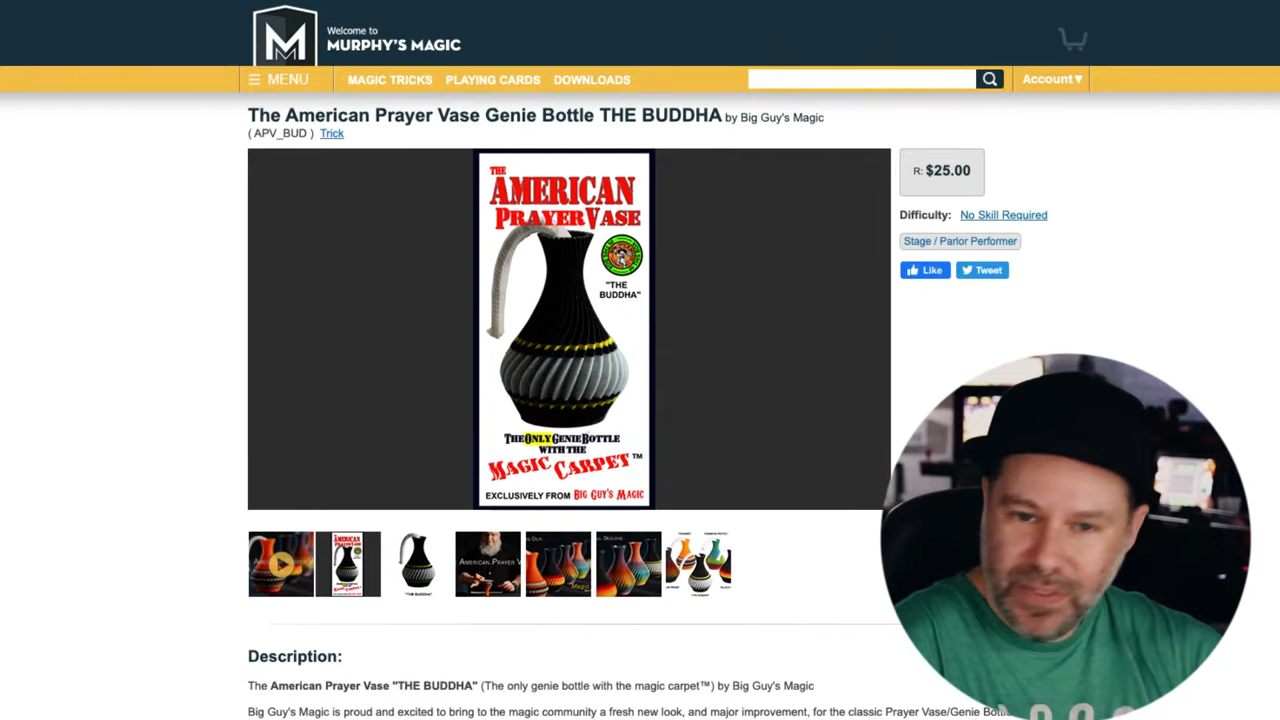 Welcome to
MURPHY'S MAGIC
M
MENU
MAGIC TRICKS
PLAYING CARDS
DOWNLOADS
Account▾
The American Prayer Vase Genie Bottle THE BUDDHA by Big Guy's Magic
( APV_BUD ) Trick
R: $25.00
Difficulty: No Skill Required
Stage / Parlor Performer
Like
Tweet
THE
AMERICAN
PRAYER VASE
"THE
BUDDHA"
THE ONLY GENIE BOTTLE
WITH THE
MAGIC CARPET™
EXCLUSIVELY FROM BIG GUY'S MAGIC
"THE BUDDHA"
AMERICAN PRAYER V
Description:
The American Prayer Vase "THE BUDDHA" (The only genie bottle with the magic carpet™) by Big Guy's Magic
Big Guy's Magic is proud and excited to bring to the magic community a fresh new look, and major improvement, for the classic Prayer Vase/Genie Bottl